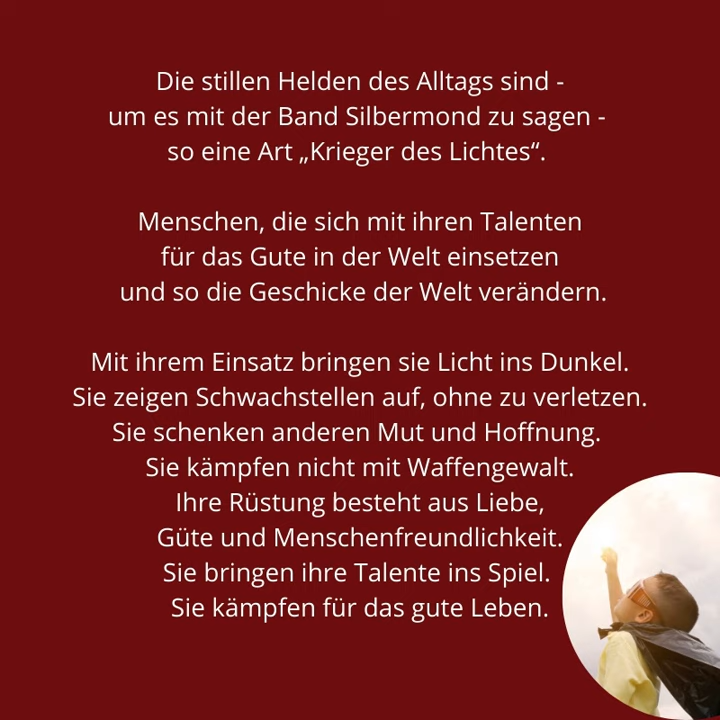 Die stillen Helden des Alltags sind -
um es mit der Band Silbermond zu sagen -
so eine Art „Krieger des Lichtes“.
Menschen, die sich mit ihren Talenten
für das Gute in der Welt einsetzen
und so die Geschicke der Welt verändern.
Mit ihrem Einsatz bringen sie Licht ins Dunkel.
Sie zeigen Schwachstellen auf, ohne zu verletzen.
Sie schenken anderen Mut und Hoffnung.
Sie kämpfen nicht mit Waffengewalt.
Ihre Rüstung besteht aus Liebe,
Güte und Menschenfreundlichkeit.
Sie bringen ihre Talente ins Spiel.
Sie kämpfen für das gute Leben.